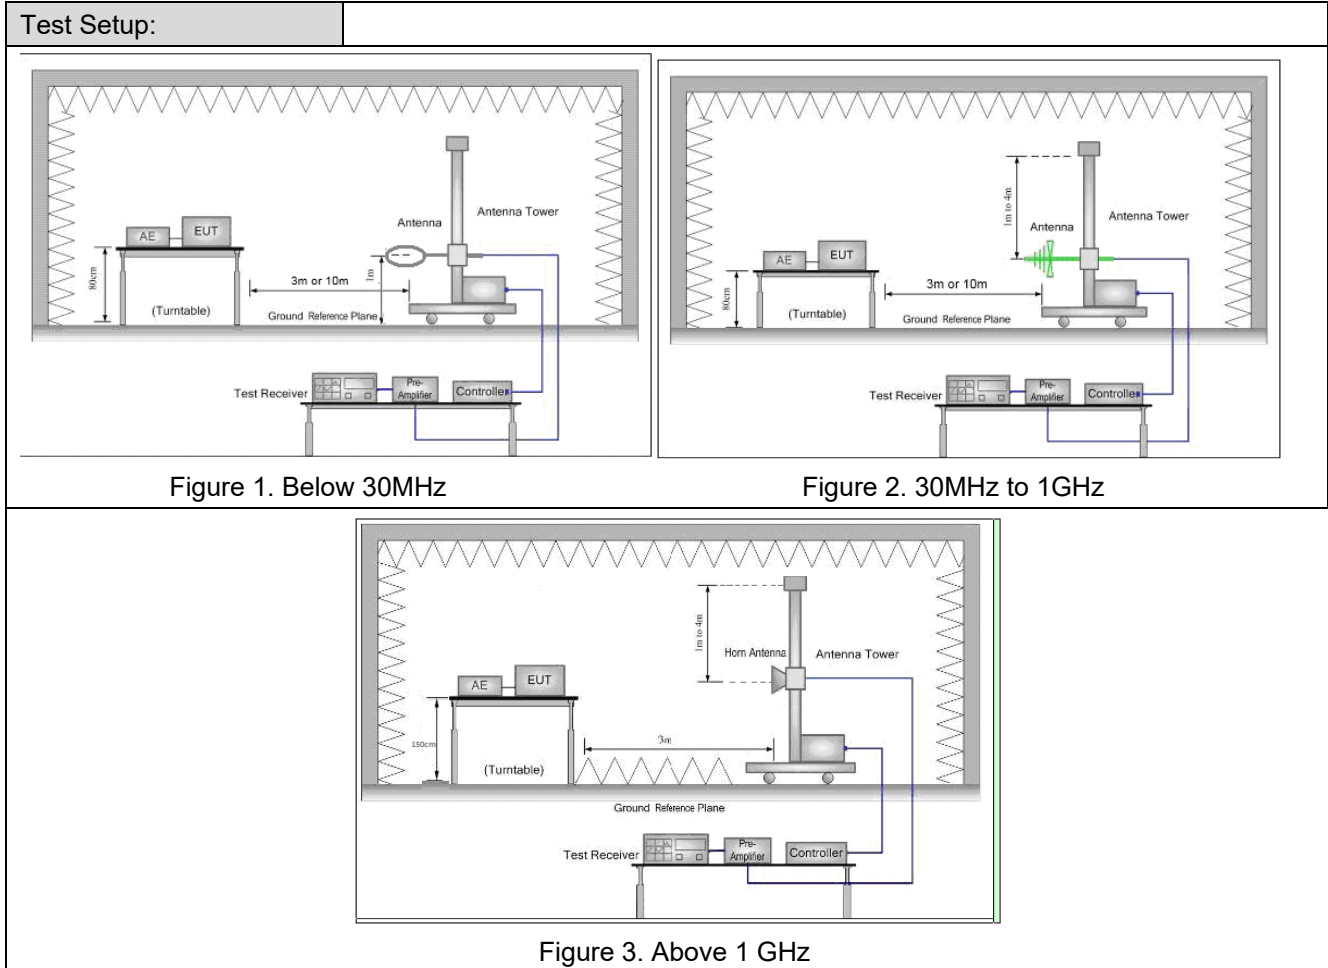 Test Setup:
AE
EUT
80cm
(Turntable)
3m or 10m
Antenna
1m
Antenna Tower
Ground Reference Plane
Test Receiver
Pre-
Amplifier
Controller
Figure 1. Below 30MHz
AE
EUT
80cm
(Turntable)
3m or 10m
1m to 4m
Antenna
Antenna Tower
Ground Reference Plane
Test Receiver
Pre-
Amplifier
Controller
Figure 2. 30MHz to 1GHz
AE
EUT
150cm
(Turntable)
3m
1m to 4m
Horn Antenna
Antenna Tower
Ground Reference Plane
Test Receiver
Pre-
Amplifier
Controller
Figure 3. Above 1 GHz